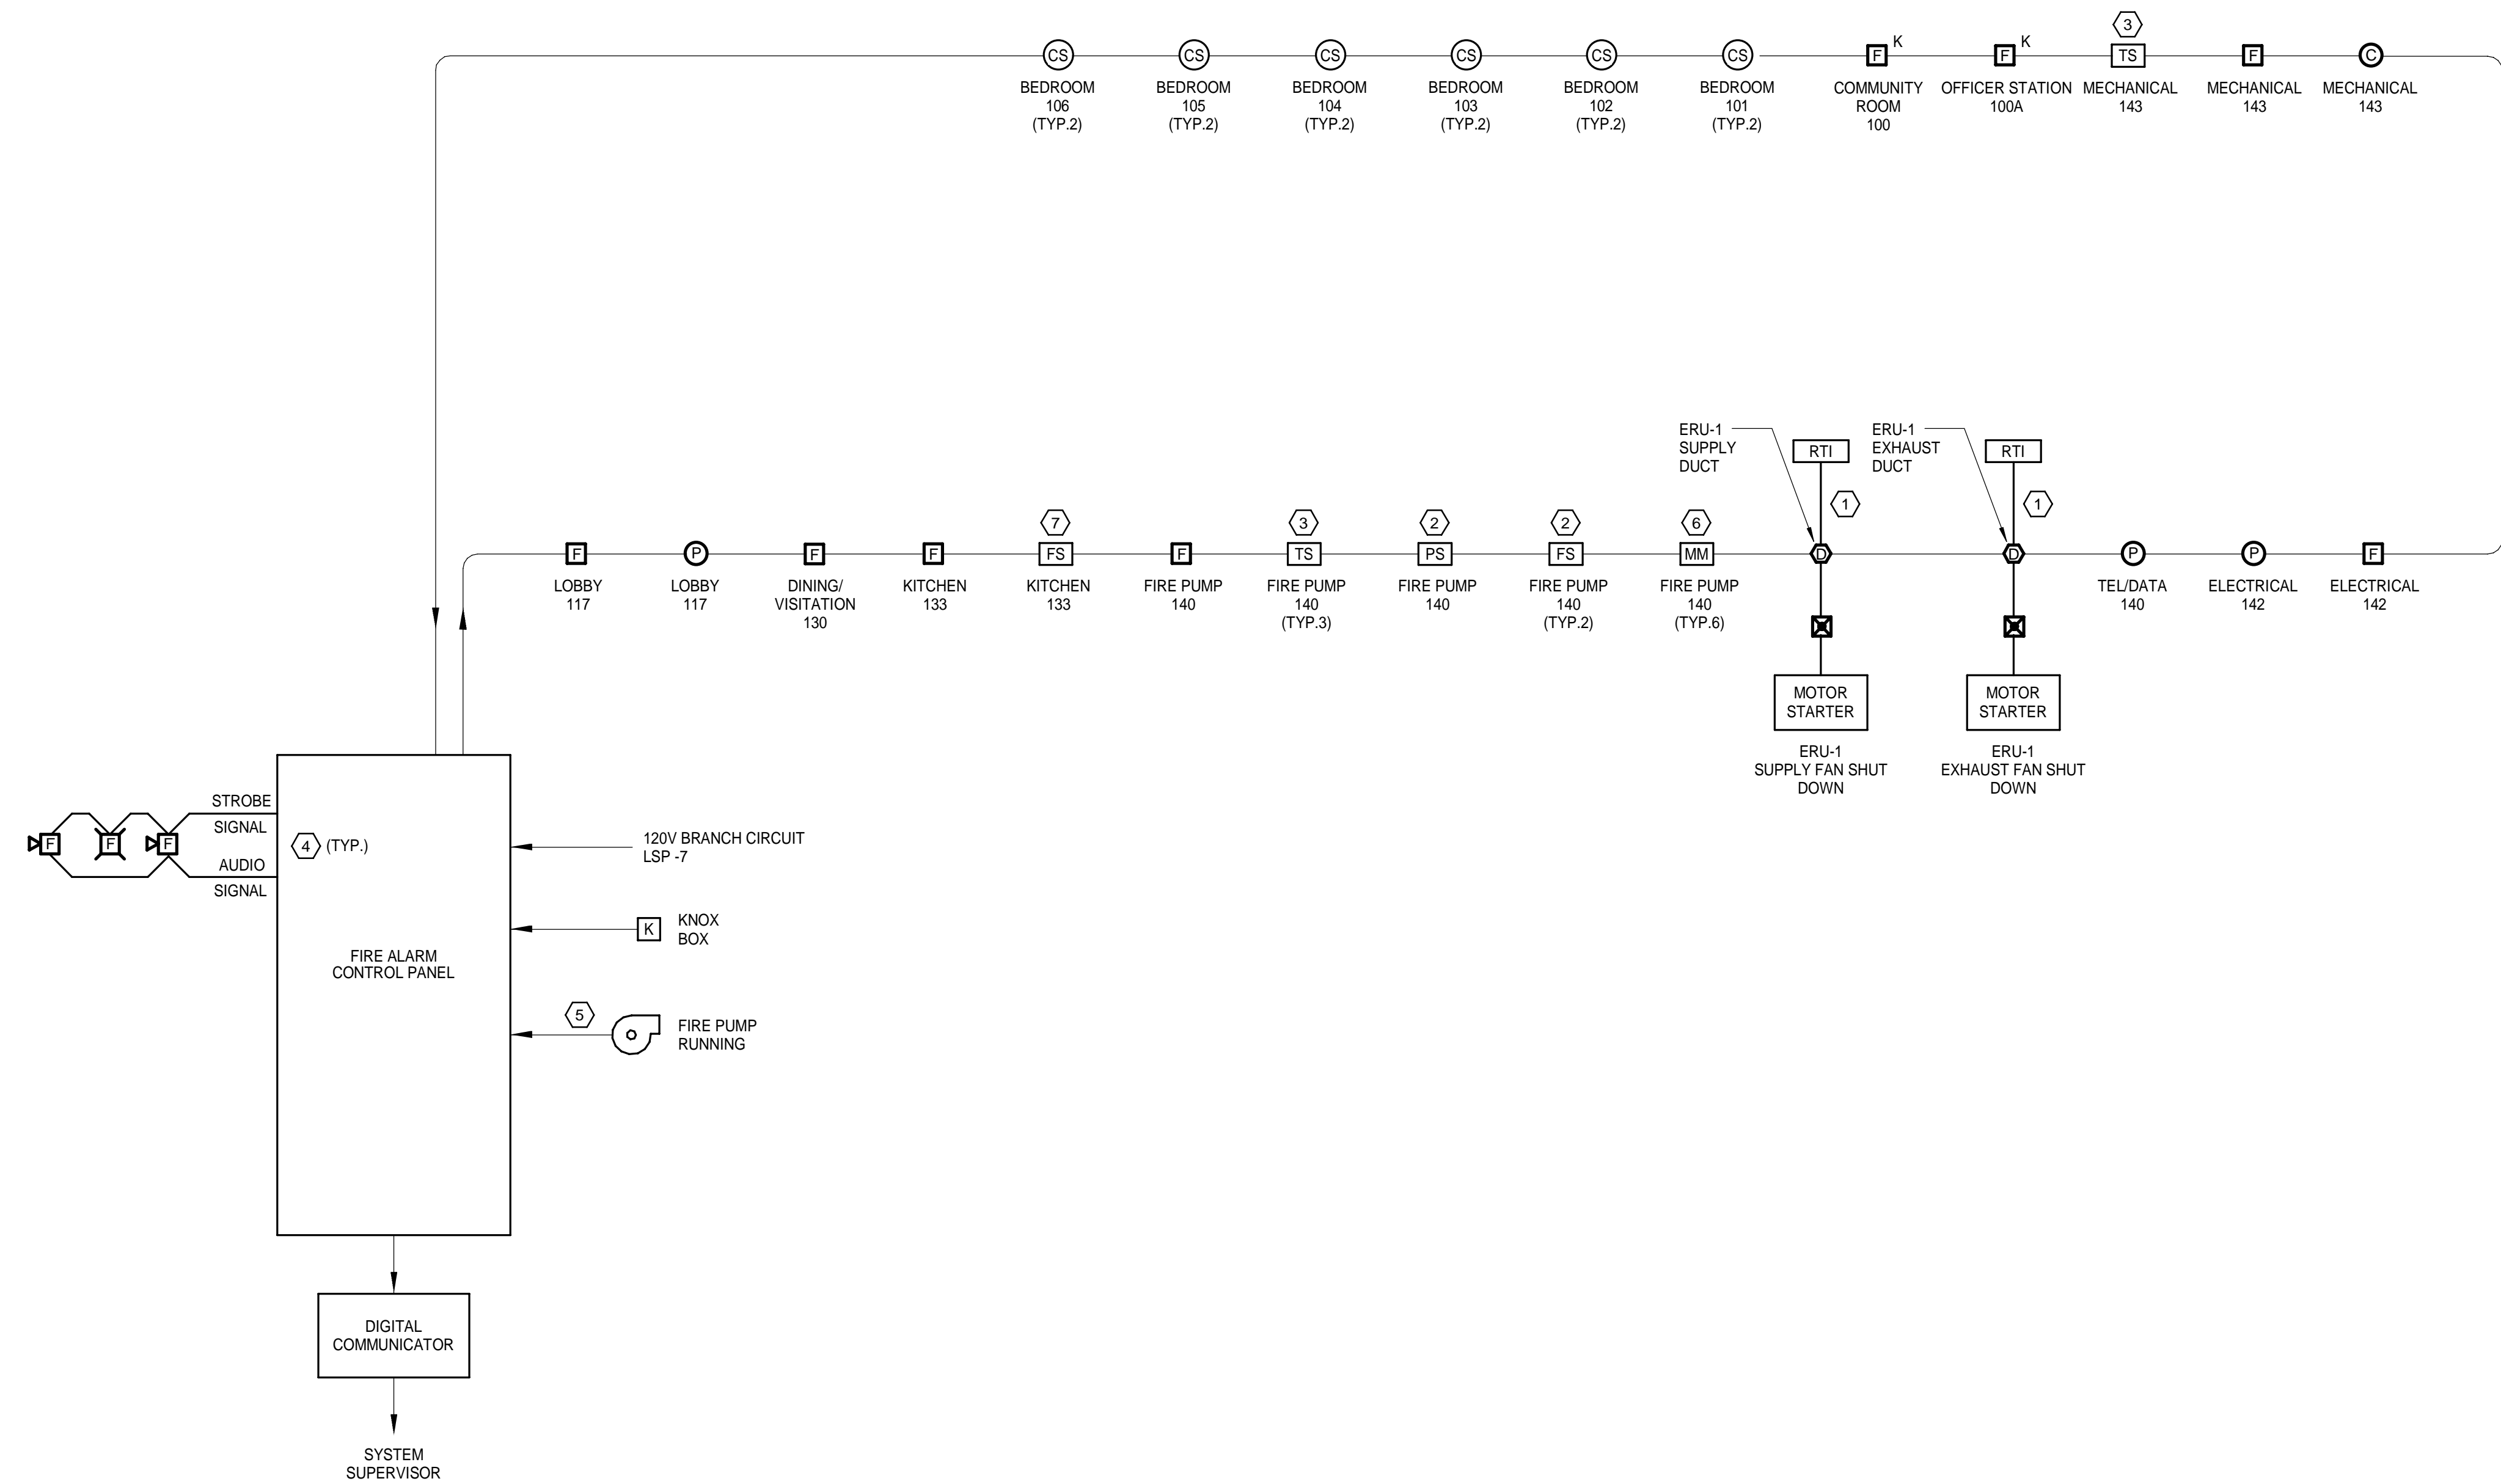 3
CS
CS
CS
CS
CS
CS
F
K
F
K
TS
F
C
BEDROOM
106
(TYP.2)
BEDROOM
105
(TYP.2)
BEDROOM
104
(TYP.2)
BEDROOM
103
(TYP.2)
BEDROOM
102
(TYP.2)
BEDROOM
101
(TYP.2)
COMMUNITY
ROOM
100
OFFICER STATION
100A
MECHANICAL
143
MECHANICAL
143
MECHANICAL
143
ERU-1
SUPPLY
DUCT
RTI
1
ERU-1
EXHAUST
DUCT
RTI
1
7
3
2
2
6
F
P
F
F
FS
F
TS
PS
FS
MM
D
D
P
P
F
LOBBY
117
LOBBY
117
DINING/
VISITATION
130
KITCHEN
133
KITCHEN
133
FIRE PUMP
140
FIRE PUMP
140
(TYP.3)
FIRE PUMP
140
FIRE PUMP
140
(TYP.2)
FIRE PUMP
140
(TYP.6)
TEL/DATA
140
ELECTRICAL
142
ELECTRICAL
142
MOTOR
STARTER
ERU-1
SUPPLY FAN SHUT
DOWN
MOTOR
STARTER
ERU-1
EXHAUST FAN SHUT
DOWN
STROBE
SIGNAL
F
F
F
AUDIO
SIGNAL
4 (TYP.)
120V BRANCH CIRCUIT
LSP -7
K
KNOX
BOX
FIRE ALARM
CONTROL PANEL
5
FIRE PUMP
RUNNING
DIGITAL
COMMUNICATOR
SYSTEM
SUPERVISOR